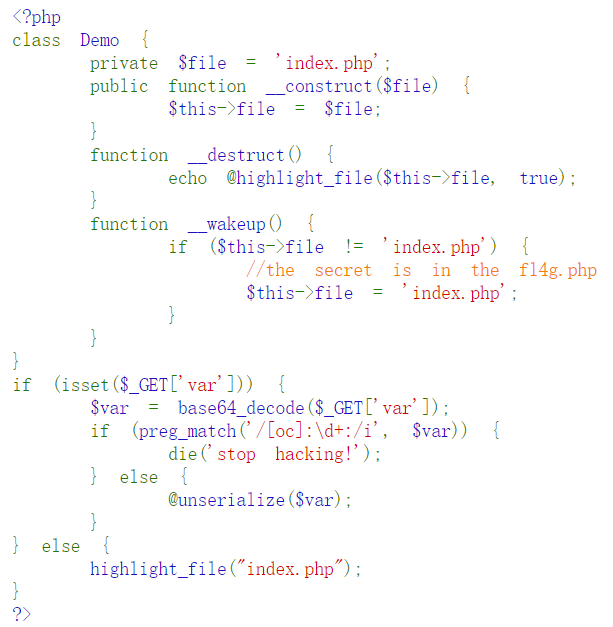 <?php
class Demo {
private $file = 'index.php';
public function __construct($file) {
$this->file = $file;
}
function __destruct() {
echo @highlight_file($this->file, true);
}
function __wakeup() {
if ($this->file != 'index.php') {
//the secret is in the fl4g.php
$this->file = 'index.php';
}
}
}
if (isset($_GET['var'])) {
$var = base64_decode($_GET['var']);
if (preg_match('/[oc]:\d+:/i', $var)) {
die('stop hacking!');
} else {
@unserialize($var);
}
} else {
highlight_file("index.php");
}
?>